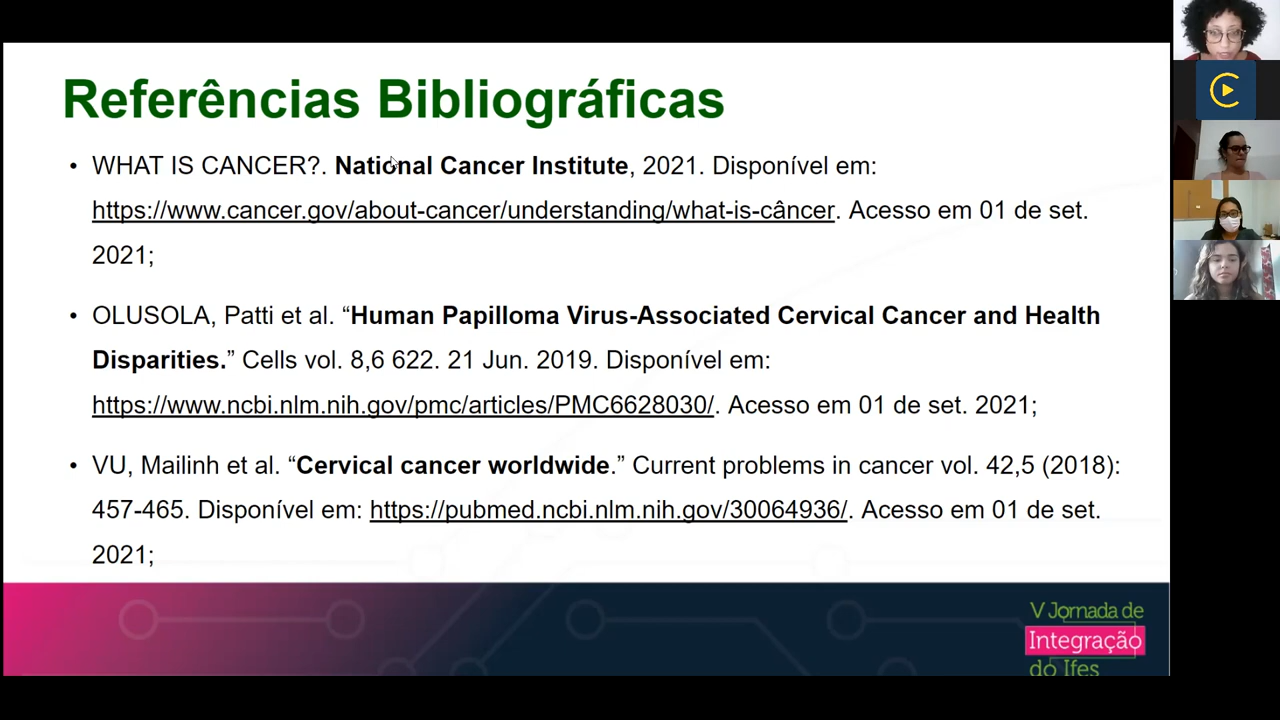 Referências Bibliográficas
• WHAT IS CANCER?. National Cancer Institute, 2021. Disponível em:
https://www.cancer.gov/about-cancer/understanding/what-is-câncer. Acesso em 01 de set.
2021;
• OLUSOLA, Patti et al. “Human Papilloma Virus-Associated Cervical Cancer and Health
Disparities.” Cells vol. 8,6 622. 21 Jun. 2019. Disponível em:
https://www.ncbi.nlm.nih.gov/pmc/articles/PMC6628030/. Acesso em 01 de set. 2021;
• VU, Mailinh et al. “Cervical cancer worldwide.” Current problems in cancer vol. 42,5 (2018):
457-465. Disponível em: https://pubmed.ncbi.nlm.nih.gov/30064936/. Acesso em 01 de set.
2021;
V Jornada de
Integração
do Ifes